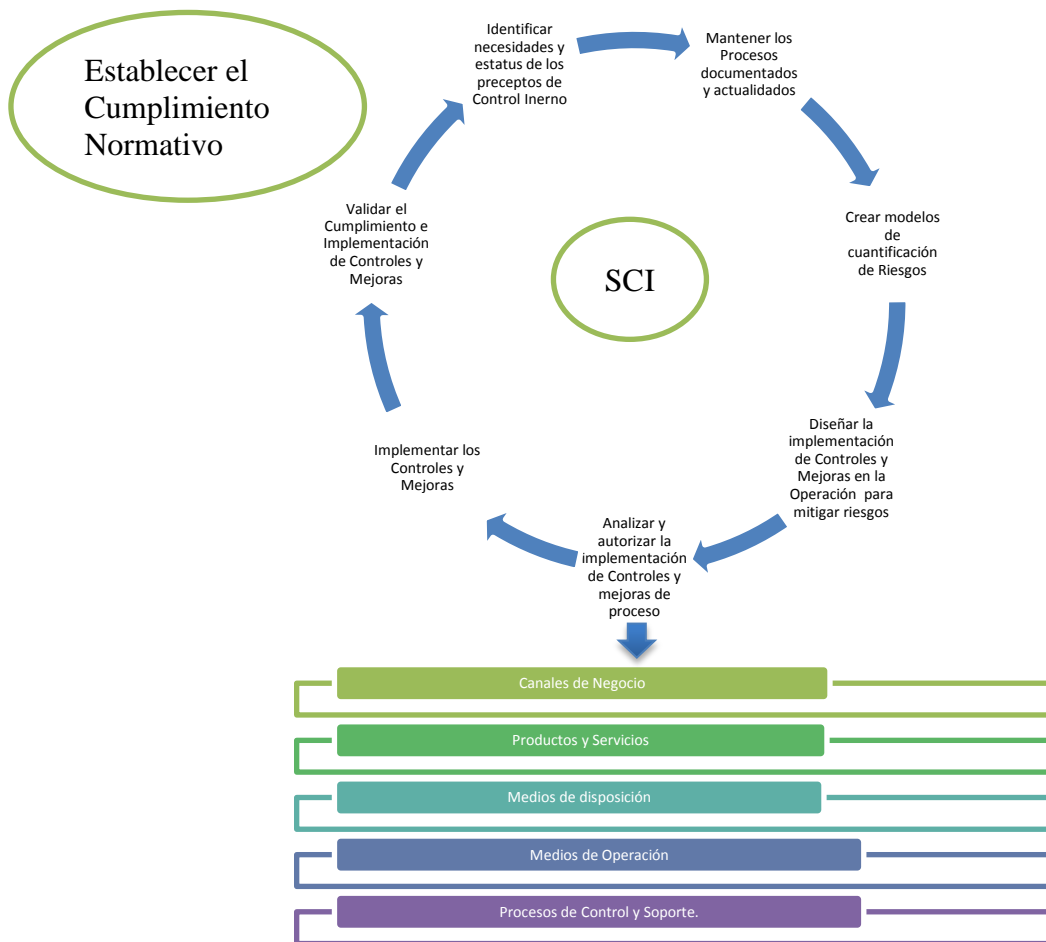 Establecer el
Cumplimiento
Normativo
Identificar
necesidades y
estatus de los
preceptos de
Control Inerno
Mantener los
Procesos
documentados
y actualidados
Crear modelos
de
cuantificación
de Riesgos
Diseñar la
implementación
de Controles y
Mejoras en la
Operación para
mitigar riesgos
Analizar y
autorizar la
implementación
de Controles y
mejoras de
proceso
Implementar los
Controles y
Mejoras
Validar el
Cumplimiento e
Implementación
de Controles y
Mejoras
SCI
Canales de Negocio
Productos y Servicios
Medios de disposición
Medios de Operación
Procesos de Control y Soporte.